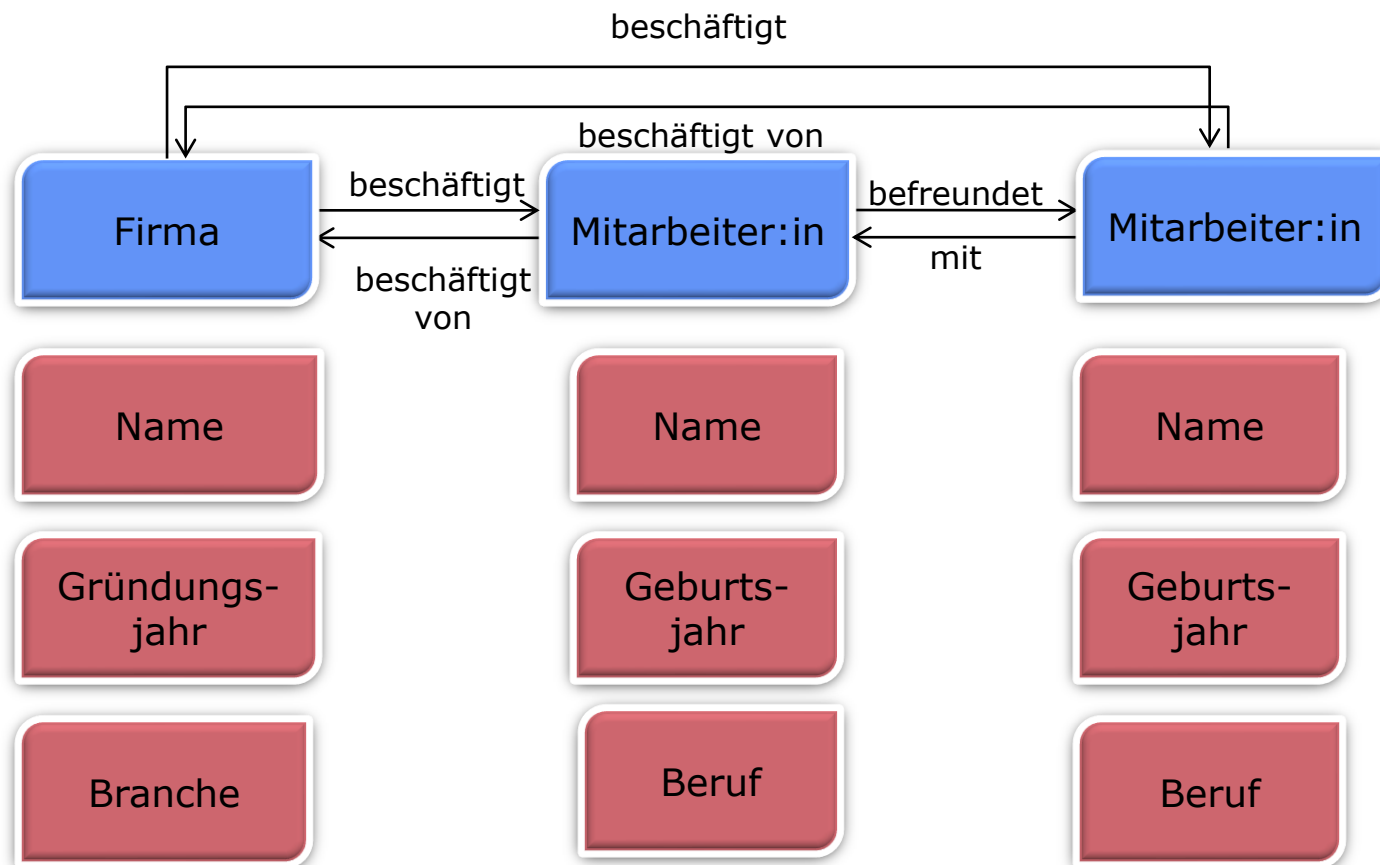 beschäftigt
beschäftigt von
Firma
beschäftigt
beschäftigt
von
Mitarbeiter:in
befreundet
mit
Mitarbeiter:in
Name
Name
Name
Gründungs-
jahr
Geburts-
jahr
Geburts-
jahr
Branche
Beruf
Beruf